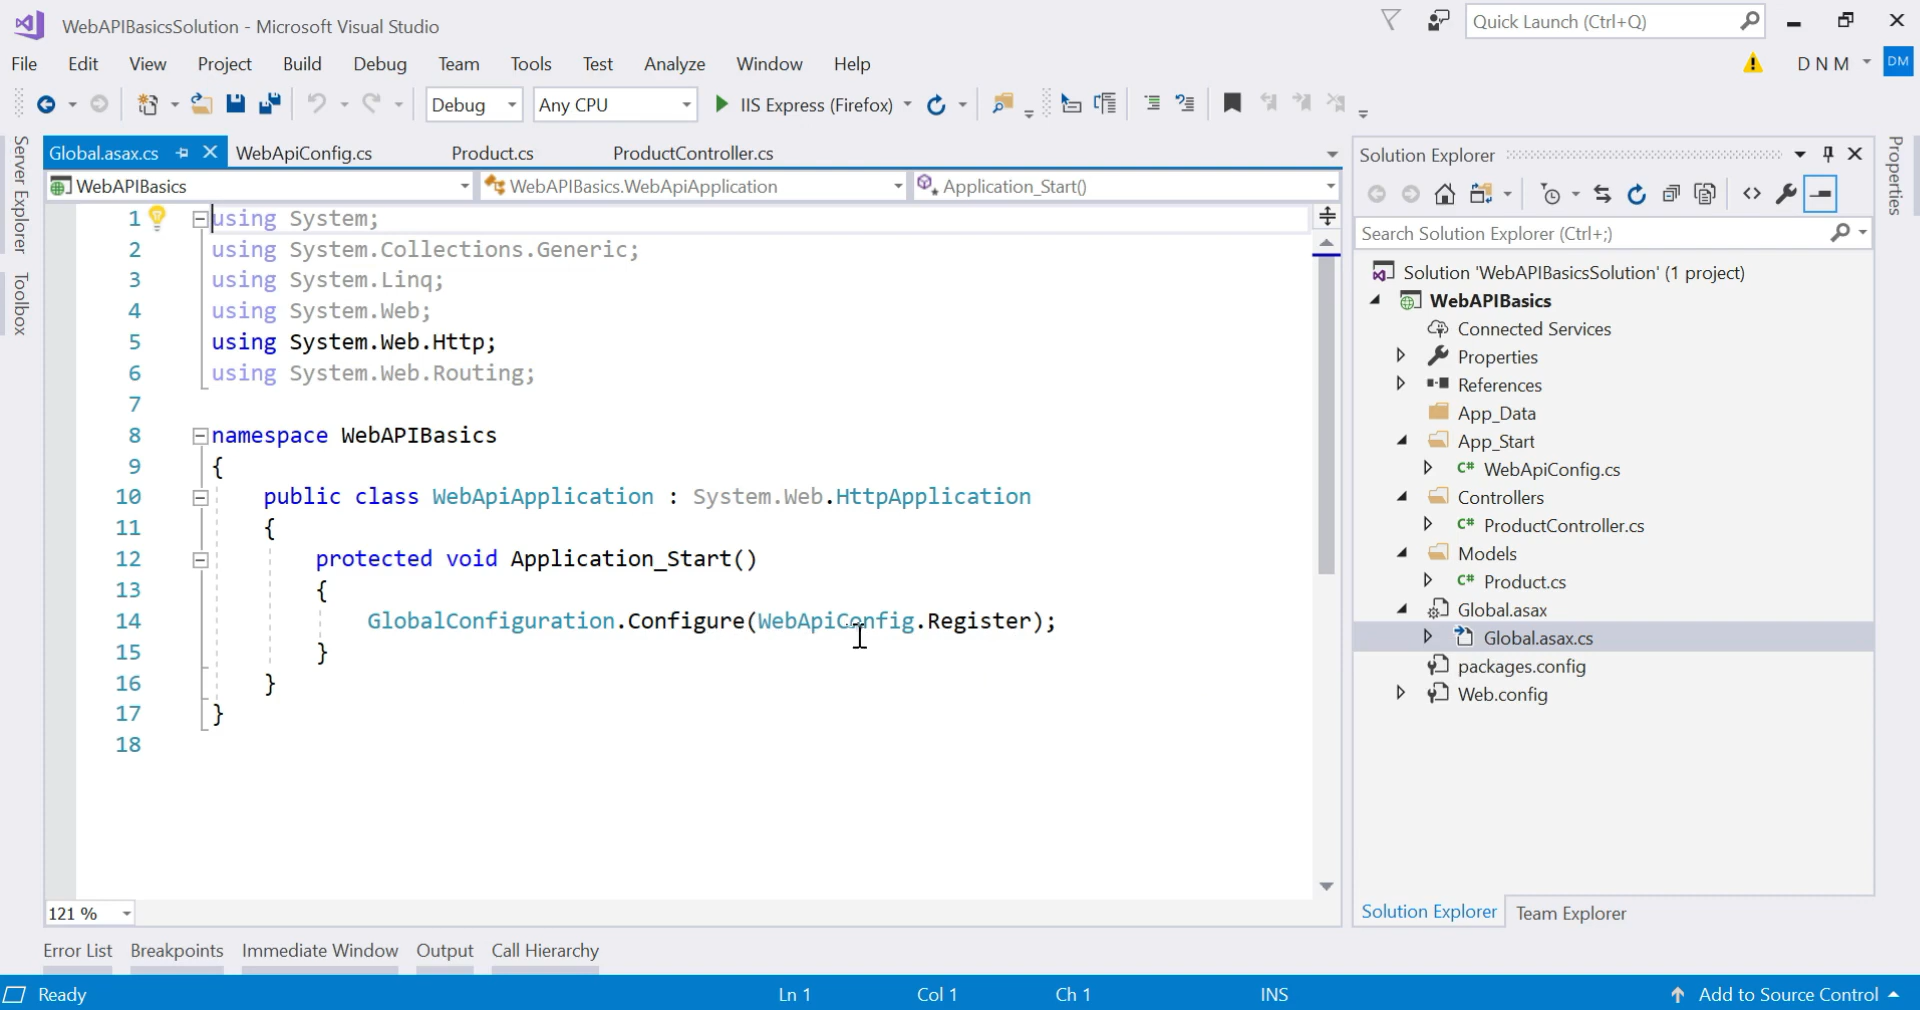 WebAPIBasicsSolution - Microsoft Visual Studio
Quick Launch (Ctrl+Q)
File Edit View Project Build Debug Team Tools Test Analyze Window Help
D N M
DM
Debug
Any CPU
IIS Express (Firefox)
Server Explorer
Toolbox
Global.asax.cs
WebApiConfig.cs
Product.cs
ProductController.cs
WebAPIBasics
WebAPIBasics.WebApiApplication
Application_Start()
1 using System;
2 using System.Collections.Generic;
3 using System.Linq;
4 using System.Web;
5 using System.Web.Http;
6 using System.Web.Routing;
7
8 namespace WebAPIBasics
9 {
10 public class WebApiApplication : System.Web.HttpApplication
11 {
12 protected void Application_Start()
13 {
14 GlobalConfiguration.Configure(WebApiConfig.Register);
15 }
16 }
17 }
18
121 %
Solution Explorer
Search Solution Explorer (Ctrl+;)
Solution 'WebAPIBasicsSolution' (1 project)
WebAPIBasics
Connected Services
Properties
References
App_Data
App_Start
C# WebApiConfig.cs
Controllers
C# ProductController.cs
Models
C# Product.cs
Global.asax
Global.asax.cs
packages.config
Web.config
Solution Explorer
Team Explorer
Properties
Error List Breakpoints Immediate Window Output Call Hierarchy
Ready
Ln 1
Col 1
Ch 1
INS
Add to Source Control